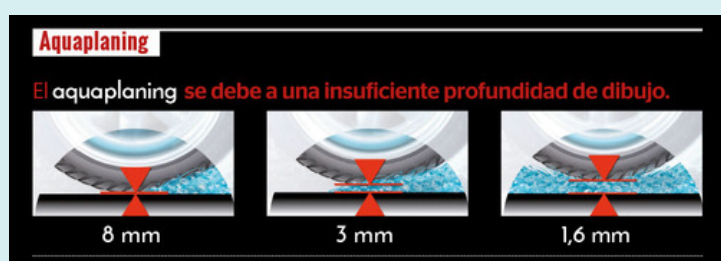 Aquaplaning
El aquaplaning se debe a una insuficiente profundidad de dibujo.
8 mm 3 mm 1,6 mm